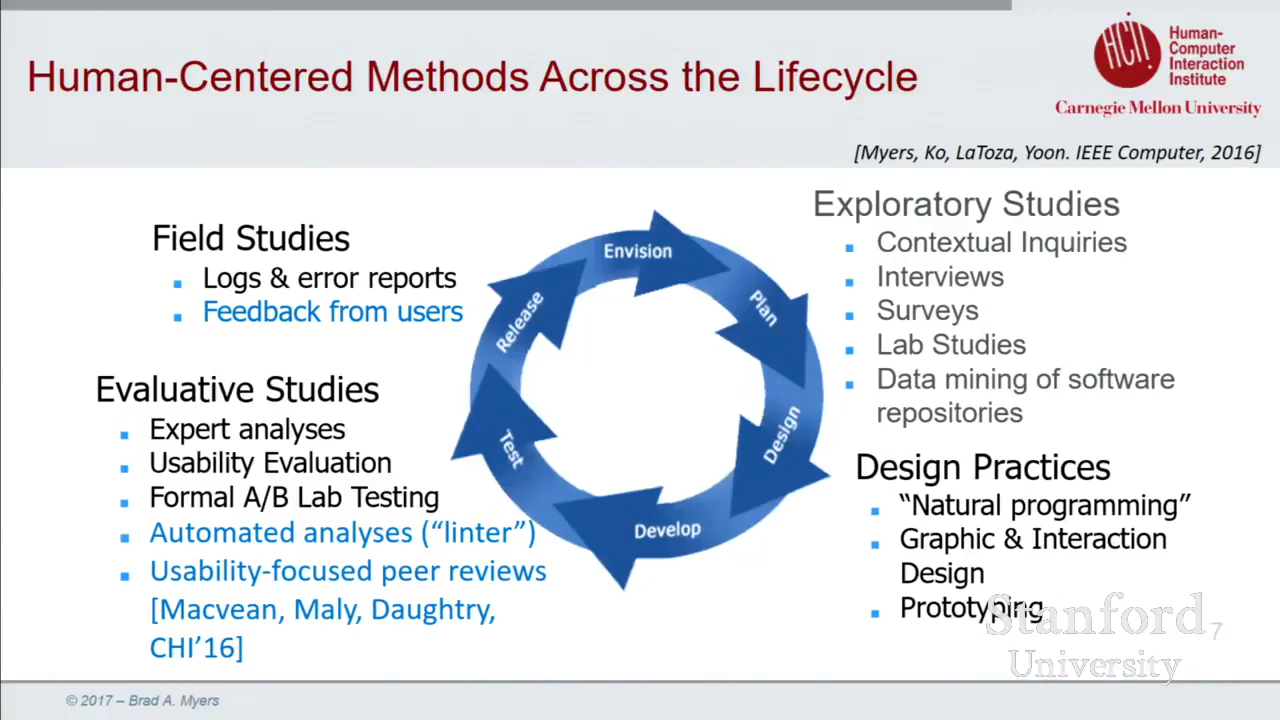 Human-Centered Methods Across the Lifecycle
HCII!
Human-
Computer
Interaction
Institute
Carnegie Mellon University
[Myers, Ko, LaToza, Yoon. IEEE Computer, 2016]
Field Studies
Logs & error reports
Feedback from users
Evaluative Studies
Expert analyses
Usability Evaluation
Formal A/B Lab Testing
Automated analyses (“linter”)
Usability-focused peer reviews
[Macvean, Maly, Daughtry,
CHI’16]
Envision
Plan
Design
Develop
Test
Release
Exploratory Studies
Contextual Inquiries
Interviews
Surveys
Lab Studies
Data mining of software
repositories
Design Practices
“Natural programming”
Graphic & Interaction
Design
Prototyping
Stanford
University
7
© 2017 – Brad A. Myers